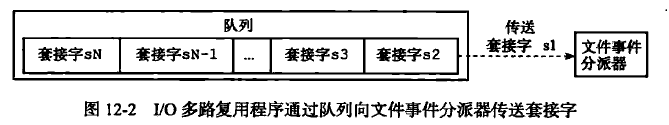 队列
套接字sN
套接字sN-1
...
套接字s3
套接字s2
传送
套接字 s1
文件事件
分派器
图 12-2 I/O 多路复用程序通过队列向文件事件分派器传送套接字